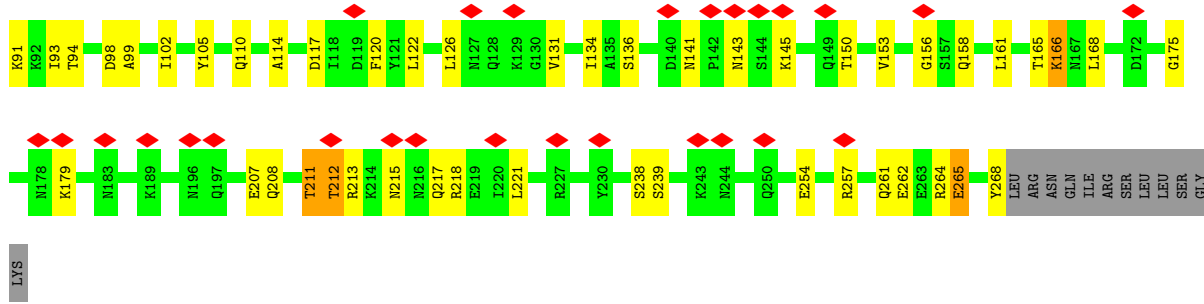 K91 K92 I93 T94 D98 A99 I102 Y105 Q110 A114 D117 I118 D119 F120 Y121 L122 L126 N127 Q128 K129 G130 V131 I134 A135 S136 D140 N141 P142 N143 S144 K145 Q149 T150 V153 G156 S157 Q158 L161 T165 K166 N167 L168 D172 G175
N178 K179 N183 K189 N196 Q197 E207 Q208 T211 T212 R213 K214 N215 N216 Q217 R218 E219 I220 L221 R227 Y230 S238 S239 K243 N244 Q250 E254 R257 Q261 E262 E263 R264 E265 Y268 LEU ARG ASN GLN ILE ARG SER LEU LEU SER GLY
LYS